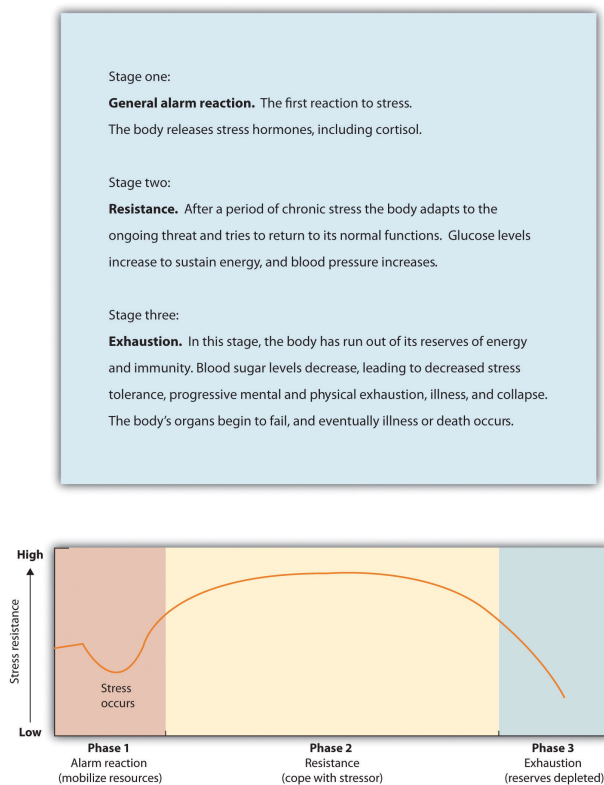 Stage one:
General alarm reaction. The first reaction to stress.
The body releases stress hormones, including cortisol.
Stage two:
Resistance. After a period of chronic stress the body adapts to the
ongoing threat and tries to return to its normal functions. Glucose levels
increase to sustain energy, and blood pressure increases.
Stage three:
Exhaustion. In this stage, the body has run out of its reserves of energy
and immunity. Blood sugar levels decrease, leading to decreased stress
tolerance, progressive mental and physical exhaustion, illness, and collapse.
The body’s organs begin to fail, and eventually illness or death occurs.
High
Stress resistance
Low
Stress
occurs
Phase 1
Alarm reaction
(mobilize resources)
Phase 2
Resistance
(cope with stressor)
Phase 3
Exhaustion
(reserves depleted)